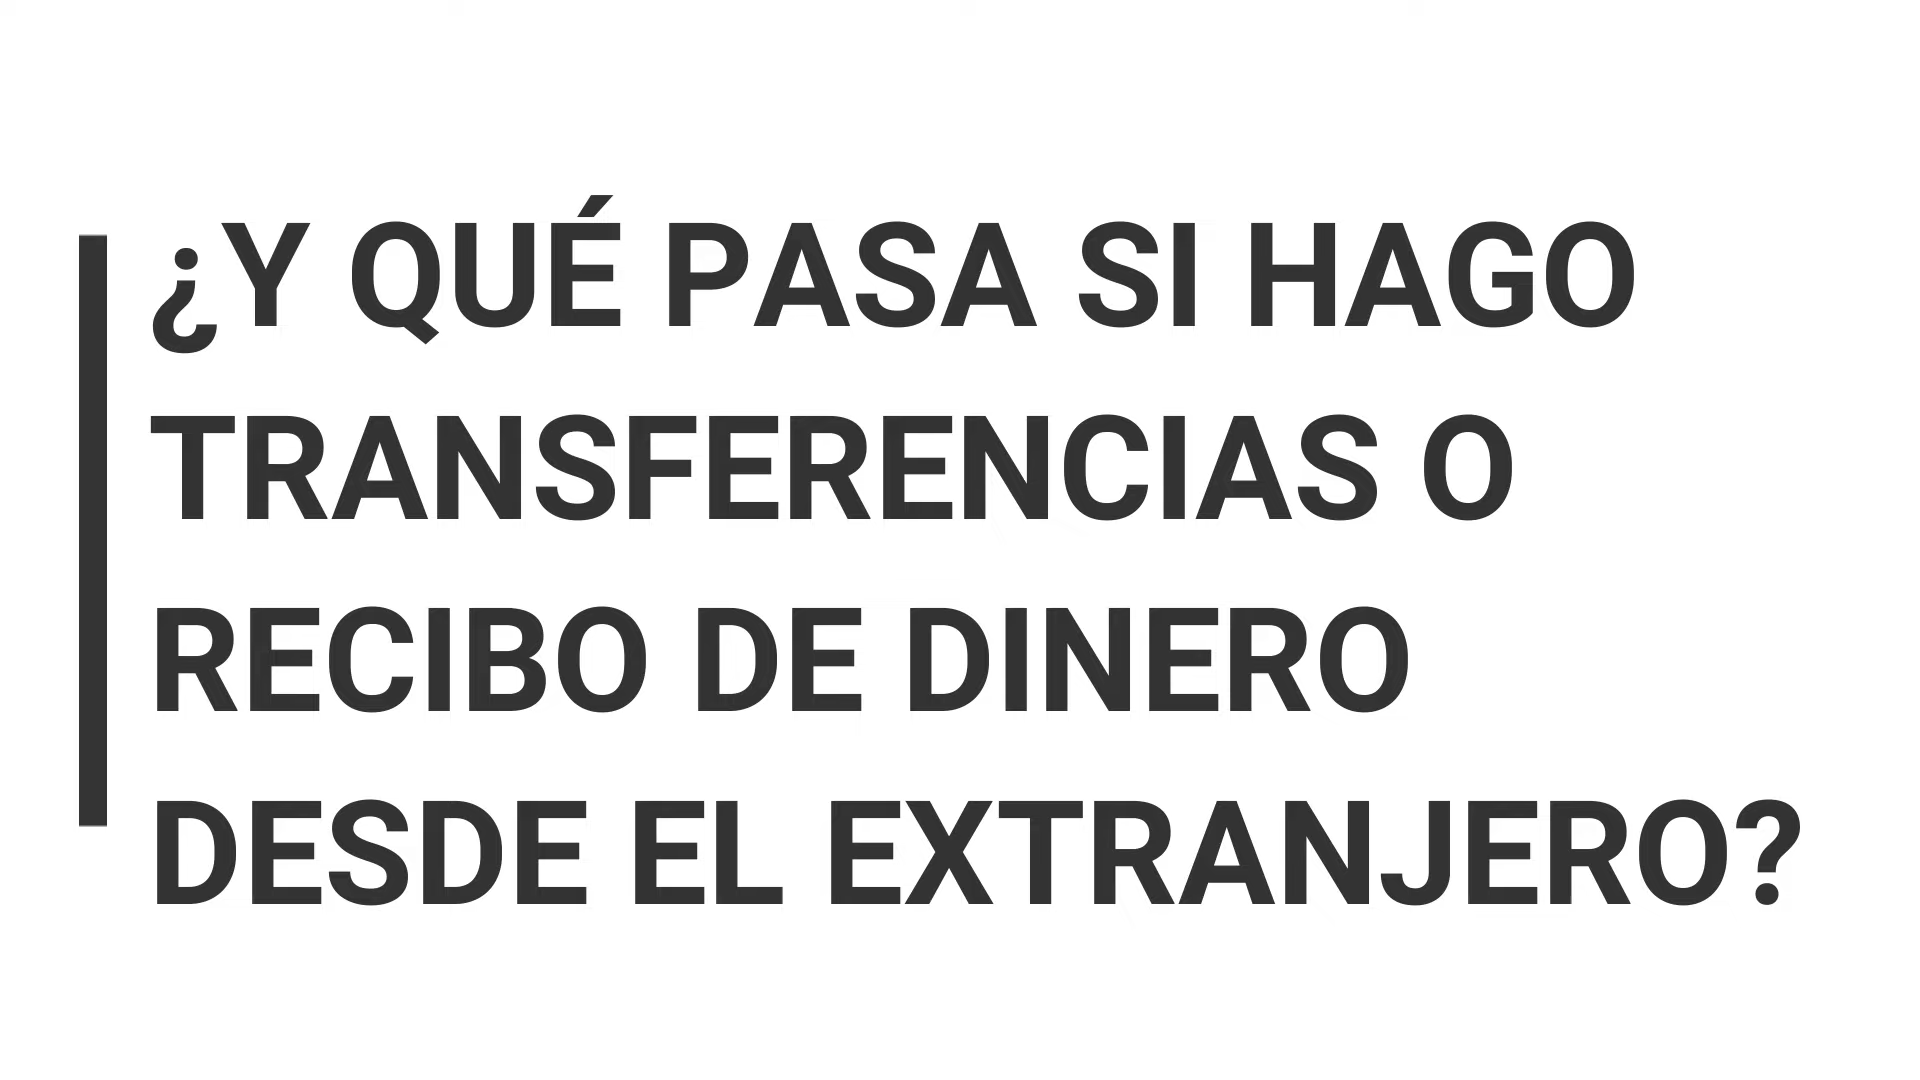 ¿Y QUÉ PASA SI HAGO
TRANSFERENCIAS O
RECIBO DE DINERO
DESDE EL EXTRANJERO?